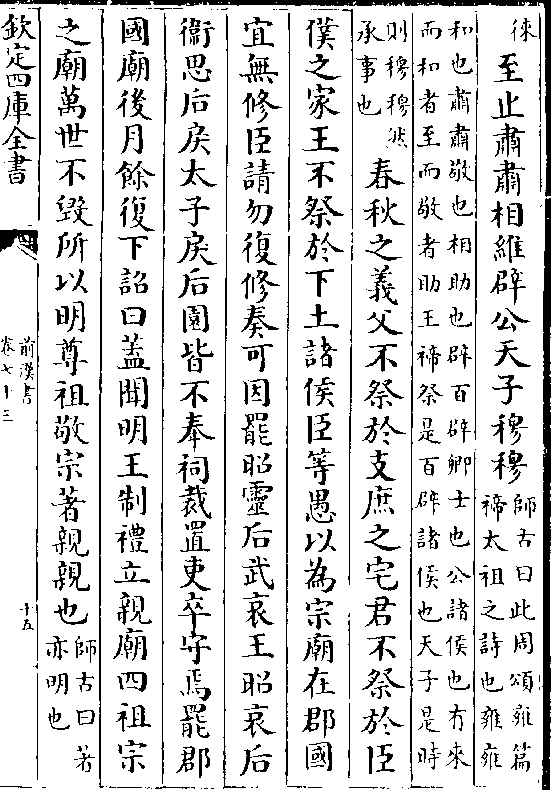 徠
至止肅肅相維辟公天子穆穆
師古曰此周頌雍篇
禘太祖之詩也雍雍
和也肅肅敬也相助也辟百辟卿士也公諸侯也有來
而和者至而敬者助王禘祭是百辟諸侯也天子是時
則穆穆然
承事也
春秋之義父不祭於支庶之宅君不祭於臣
僕之家王不祭於下土諸侯臣等愚以為宗廟在郡國
宜無修臣請勿復修奏可因罷昭靈后武哀王昭哀后
衞思后戾太子戾后園皆不奉祠裁置吏卒守焉罷郡
國廟後月餘復下詔曰蓋聞明王制禮立親廟四祖宗
之廟萬世不毀所以明尊祖敬宗著親親也
師古曰著
亦明也
欽定四庫全書
前漢書
卷七十三
十五